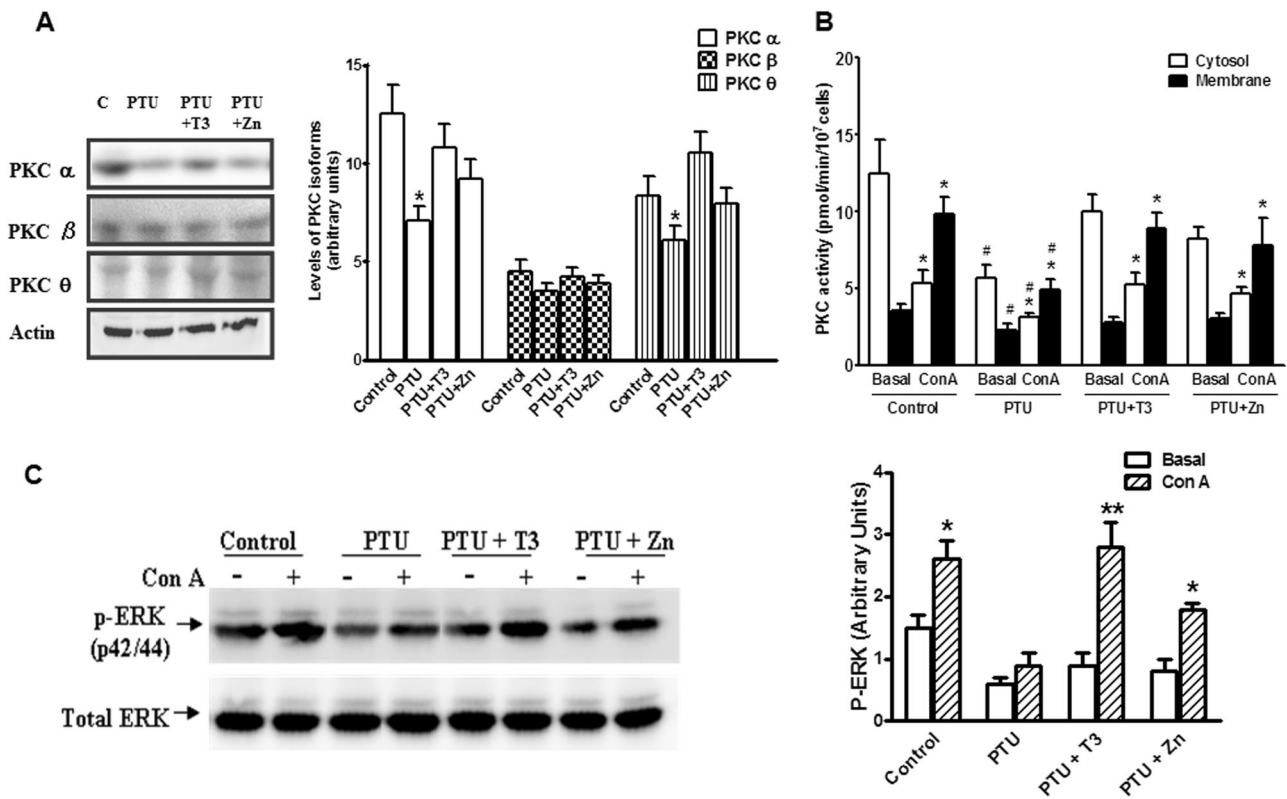 A
C PTU PTU PTU
+T3 +Zn
PKC α
PKC β
PKC θ
Actin
PKC α
PKC β
PKC θ
Levels of PKC isoforms
(arbitrary units)
15
10
5
0
*
*
Control PTU PTU+T3 PTU+Zn Control PTU PTU+T3 PTU+Zn Control PTU PTU+T3 PTU+Zn
B
Cytosol
Membrane
PKC activity (pmol/min/10⁷ cells)
20
15
10
5
0
* *
# # # * # *
* *
* *
Basal ConA Basal ConA Basal ConA Basal ConA
Control PTU PTU+T3 PTU+Zn
C
Control PTU PTU + T3 PTU + Zn
Con A - + - + - + - +
p-ERK
(p42/44)
Total ERK
Basal
Con A
P-ERK (Arbitrary Units)
4
3
2
1
0
* ** *
Control PTU PTU + T3 PTU + Zn